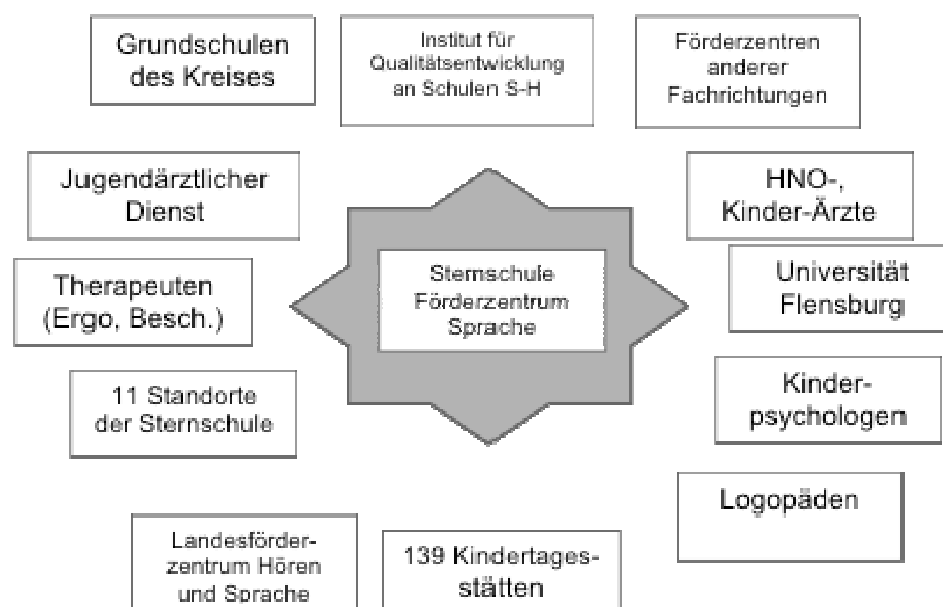 Grundschulen
des Kreises
Institut für
Qualitätsentwicklung
an Schulen S-H
Förderzentren
anderer
Fachrichtungen
Jugendärztlicher
Dienst
HNO-,
Kinder-Ärzte
Therapeuten
(Ergo, Besch.)
Sternschule
Förderzentrum
Sprache
Universität
Flensburg
11 Standorte
der Sternschule
Kinder-
psychologen
Logopäden
Landesförder-
zentrum Hören
und Sprache
139 Kindertages-
stätten